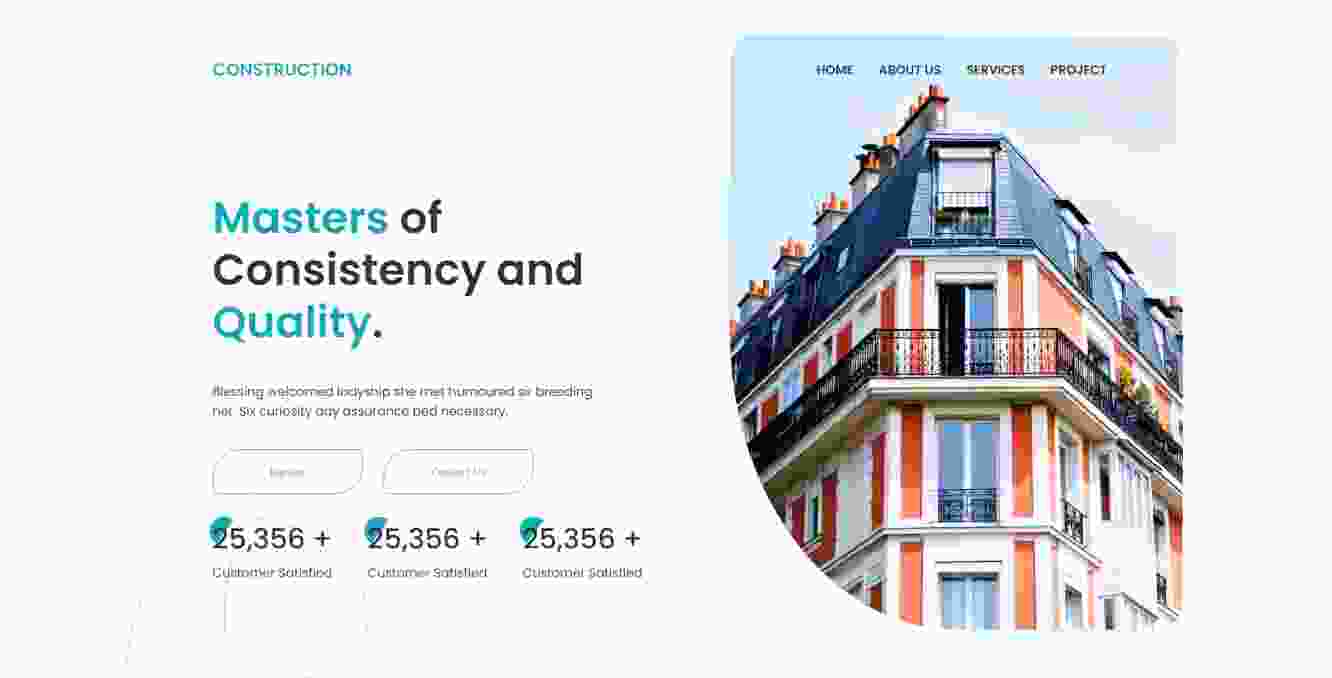 CONSTRUCTION
HOME ABOUT US SERVICES PROJECT
Masters of
Consistency and
Quality.
Blessing welcomed ladyship she met humoured sir breeding
her. Six curiosity day assurance bed necessary.
Contact Us
25,356 + 25,356 + 25,356 +
Customer Satisfied Customer Satisfied Customer Satisfied